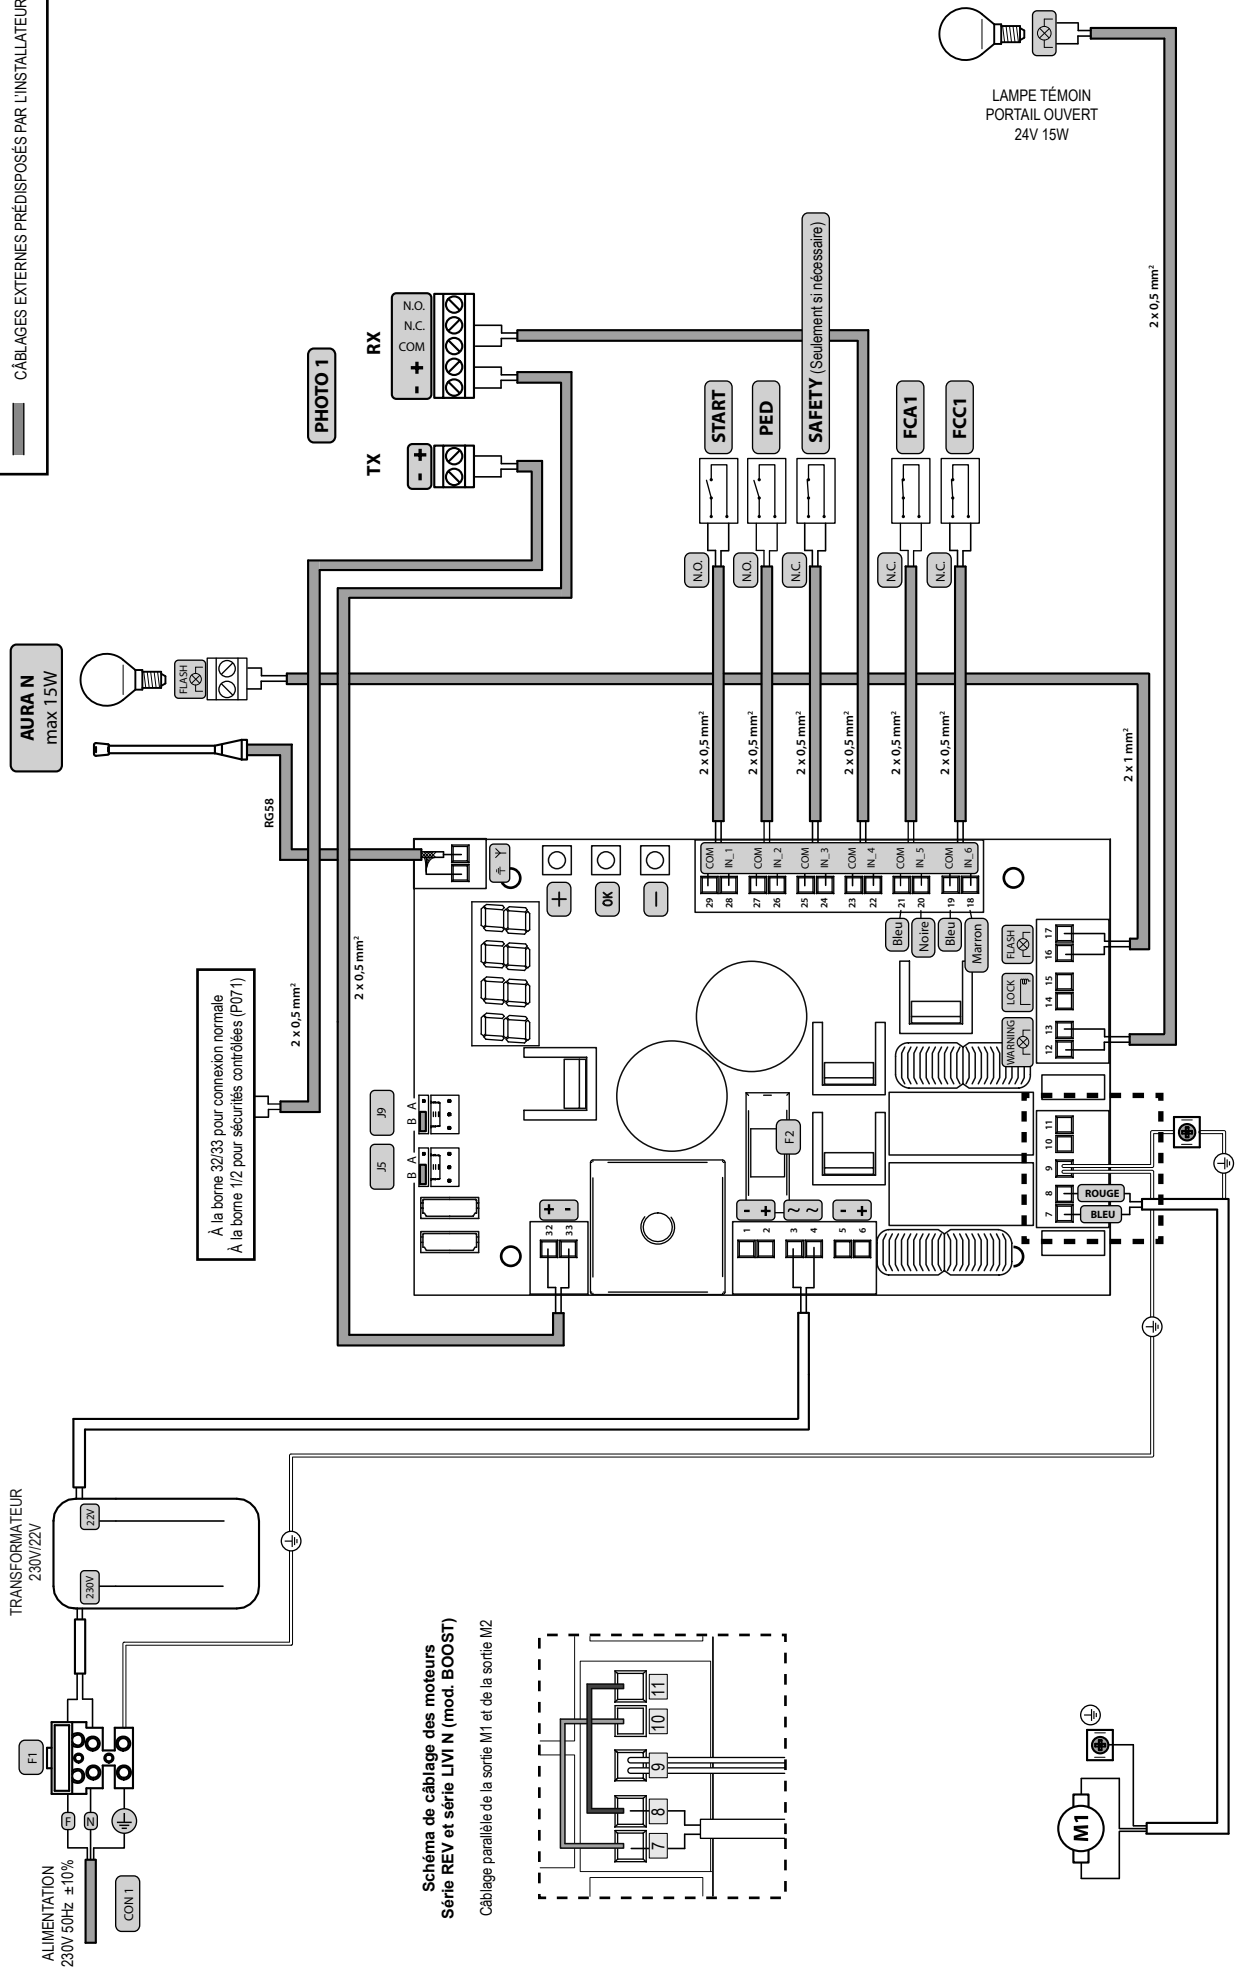 CÂBLAGES EXTERNES PRÉDISPOSÉS PAR L'INSTALLATEUR
ALIMENTATION
230V 50Hz ±10%
CON 1
F
N
F1
TRANSFORMATEUR
230V/22V
230V
22V
À la borne 32/33 pour connexion normale
À la borne 1/2 pour sécurités contrôlées (P071)
2 x 0,5 mm²
2 x 0,5 mm²
RG58
AURA N
max 15W
FLASH
PHOTO 1
TX
- +
RX
- + COM N.C. N.O.
LAMPE TÉMOIN
PORTAIL OUVERT
24V 15W
J5
B A
J9
B A
+ -
32 33
- +
1 2
~ ~
3 4
- +
5 6
F2
+
OK
-
29 COM
28 IN_1
27 COM
26 IN_2
25 COM
24 IN_3
23 COM
22 IN_4
21 COM
20 IN_5
19 COM
18 IN_6
Bleu
Noire
Bleu
Marron
2 x 0,5 mm²
N.O.
START
2 x 0,5 mm²
N.O.
PED
2 x 0,5 mm²
N.C.
SAFETY (Seulement si nécessaire)
2 x 0,5 mm²
2 x 0,5 mm²
N.C.
FCA1
2 x 0,5 mm²
N.C.
FCC1
WARNING
LOCK
FLASH
7 8 9 10 11
12 13 14 15 16 17
BLEU
ROUGE
2 x 1 mm²
2 x 0,5 mm²
Schéma de câblage des moteurs
Série REV et série LIVI N (mod. BOOST)
Câblage parallèle de la sortie M1 et de la sortie M2
7 8 9 10 11
M1